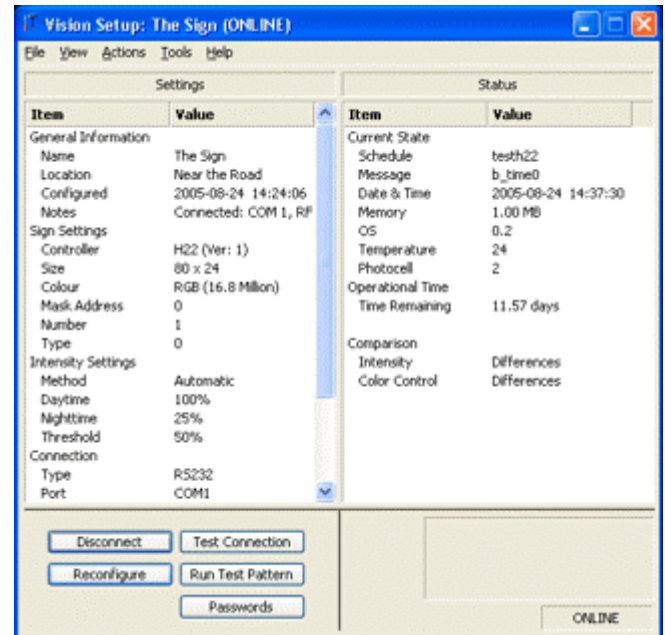 Vision Setup: The Sign (ONLINE)
File View Actions Tools Help
Settings
Item Value
General Information
Name The Sign
Location Near the Road
Configured 2005-08-24 14:24:06
Notes Connected: COM 1, RF
Sign Settings
Controller H22 (Ver: 1)
Size 80 x 24
Colour RGB (16.8 Million)
Mask Address 0
Number 1
Type 0
Intensity Settings
Method Automatic
Daytime 100%
Nighttime 25%
Threshold 50%
Connection
Type RS232
Port COM1
Status
Item Value
Current State
Schedule testh22
Message b_time0
Date & Time 2005-08-24 14:37:30
Memory 1.00 MB
OS 0.2
Temperature 24
Photocell 2
Operational Time
Time Remaining 11.57 days
Comparison
Intensity Differences
Color Control Differences
Disconnect Test Connection
Reconfigure Run Test Pattern
Passwords
ONLINE